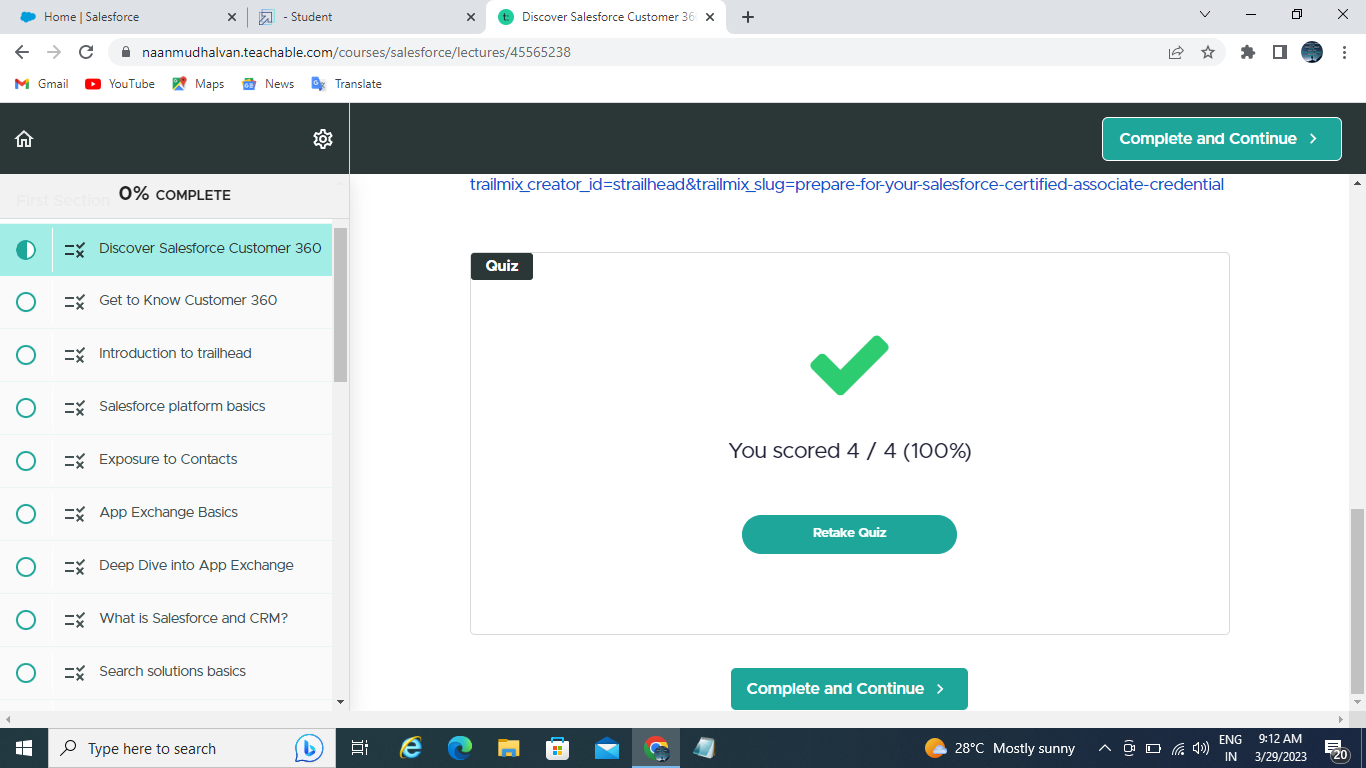 Home | Salesforce
- Student
Discover Salesforce Customer 36
naanmudhalvan.teachable.com/courses/salesforce/lectures/45565238
Gmail
YouTube
Maps
News
Translate
Complete and Continue
First Section
0% COMPLETE
Discover Salesforce Customer 360
Get to Know Customer 360
Introduction to trailhead
Salesforce platform basics
Exposure to Contacts
App Exchange Basics
Deep Dive into App Exchange
What is Salesforce and CRM?
Search solutions basics
trailmix_creator_id=strailhead&trailmix_slug=prepare-for-your-salesforce-certified-associate-credential
Quiz
You scored 4 / 4 (100%)
Retake Quiz
Complete and Continue
Type here to search
28°C Mostly sunny
ENG
IN
9:12 AM
3/29/2023
20